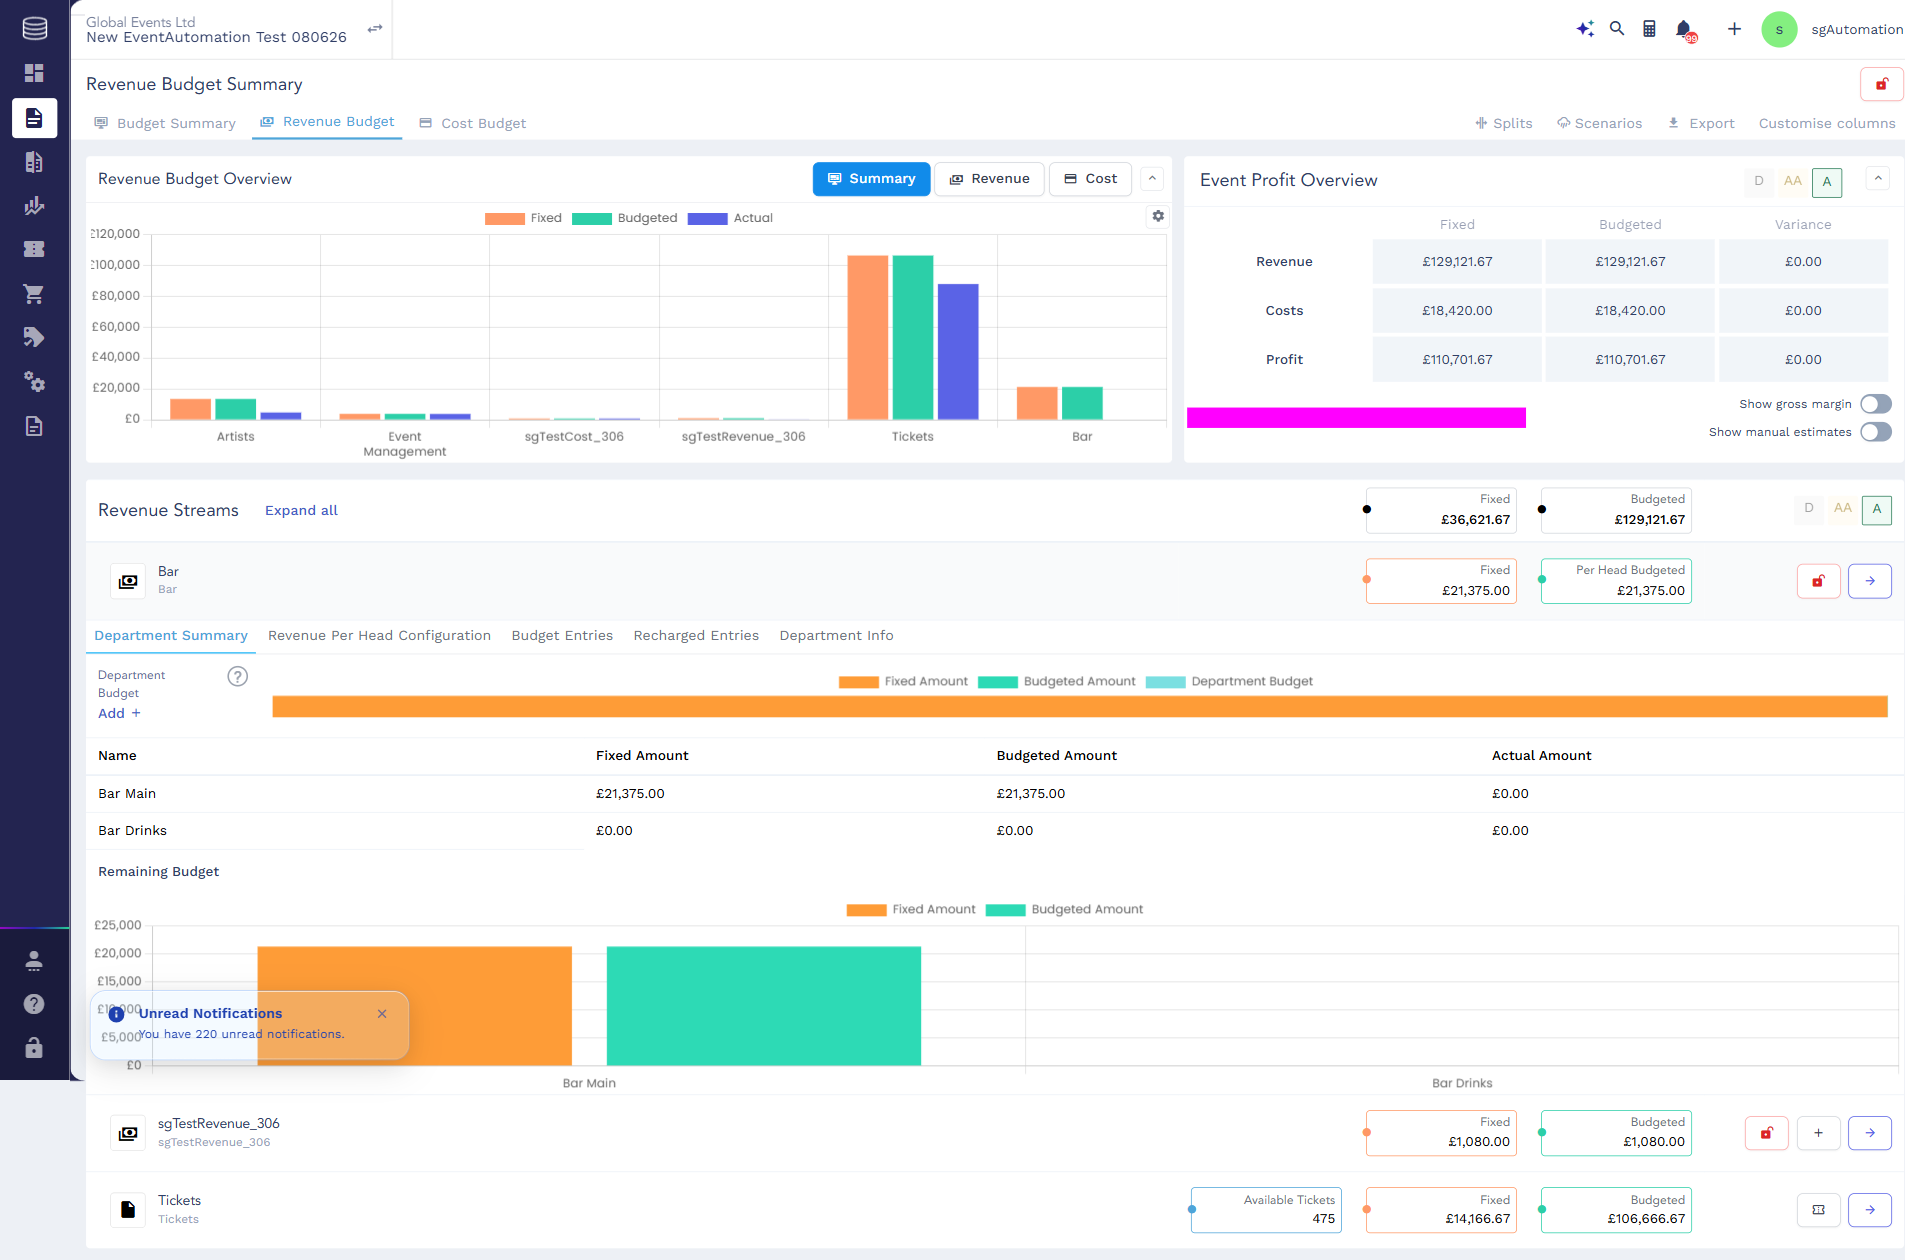 Global Events Ltd
New EventAutomation Test 080626
99
S
sgAutomation
Revenue Budget Summary
Budget Summary
Revenue Budget
Cost Budget
Splits
Scenarios
Export
Customise columns
Revenue Budget Overview
Summary
Revenue
Cost
Fixed
Budgeted
Actual
£120,000
£100,000
£80,000
£60,000
£40,000
£20,000
£0
Artists
Event
Management
sgTestCost_306
sgTestRevenue_306
Tickets
Bar
Event Profit Overview
D
AA
A
Fixed
Budgeted
Variance
Revenue
£129,121.67
£129,121.67
£0.00
Costs
£18,420.00
£18,420.00
£0.00
Profit
£110,701.67
£110,701.67
£0.00
Show gross margin
Show manual estimates
Revenue Streams
Expand all
Fixed
£36,621.67
Budgeted
£129,121.67
D
AA
A
Bar
Bar
Fixed
£21,375.00
Per Head Budgeted
£21,375.00
Department Summary
Revenue Per Head Configuration
Budget Entries
Recharged Entries
Department Info
Department
Budget
Add +
Fixed Amount
Budgeted Amount
Department Budget
Name
Fixed Amount
Budgeted Amount
Actual Amount
Bar Main
£21,375.00
£21,375.00
£0.00
Bar Drinks
£0.00
£0.00
£0.00
Remaining Budget
Fixed Amount
Budgeted Amount
£25,000
£20,000
£15,000
£10,000
£5,000
£0
Unread Notifications
You have 220 unread notifications.
Bar Main
Bar Drinks
sgTestRevenue_306
sgTestRevenue_306
Fixed
£1,080.00
Budgeted
£1,080.00
Tickets
Tickets
Available Tickets
475
Fixed
£14,166.67
Budgeted
£106,666.67